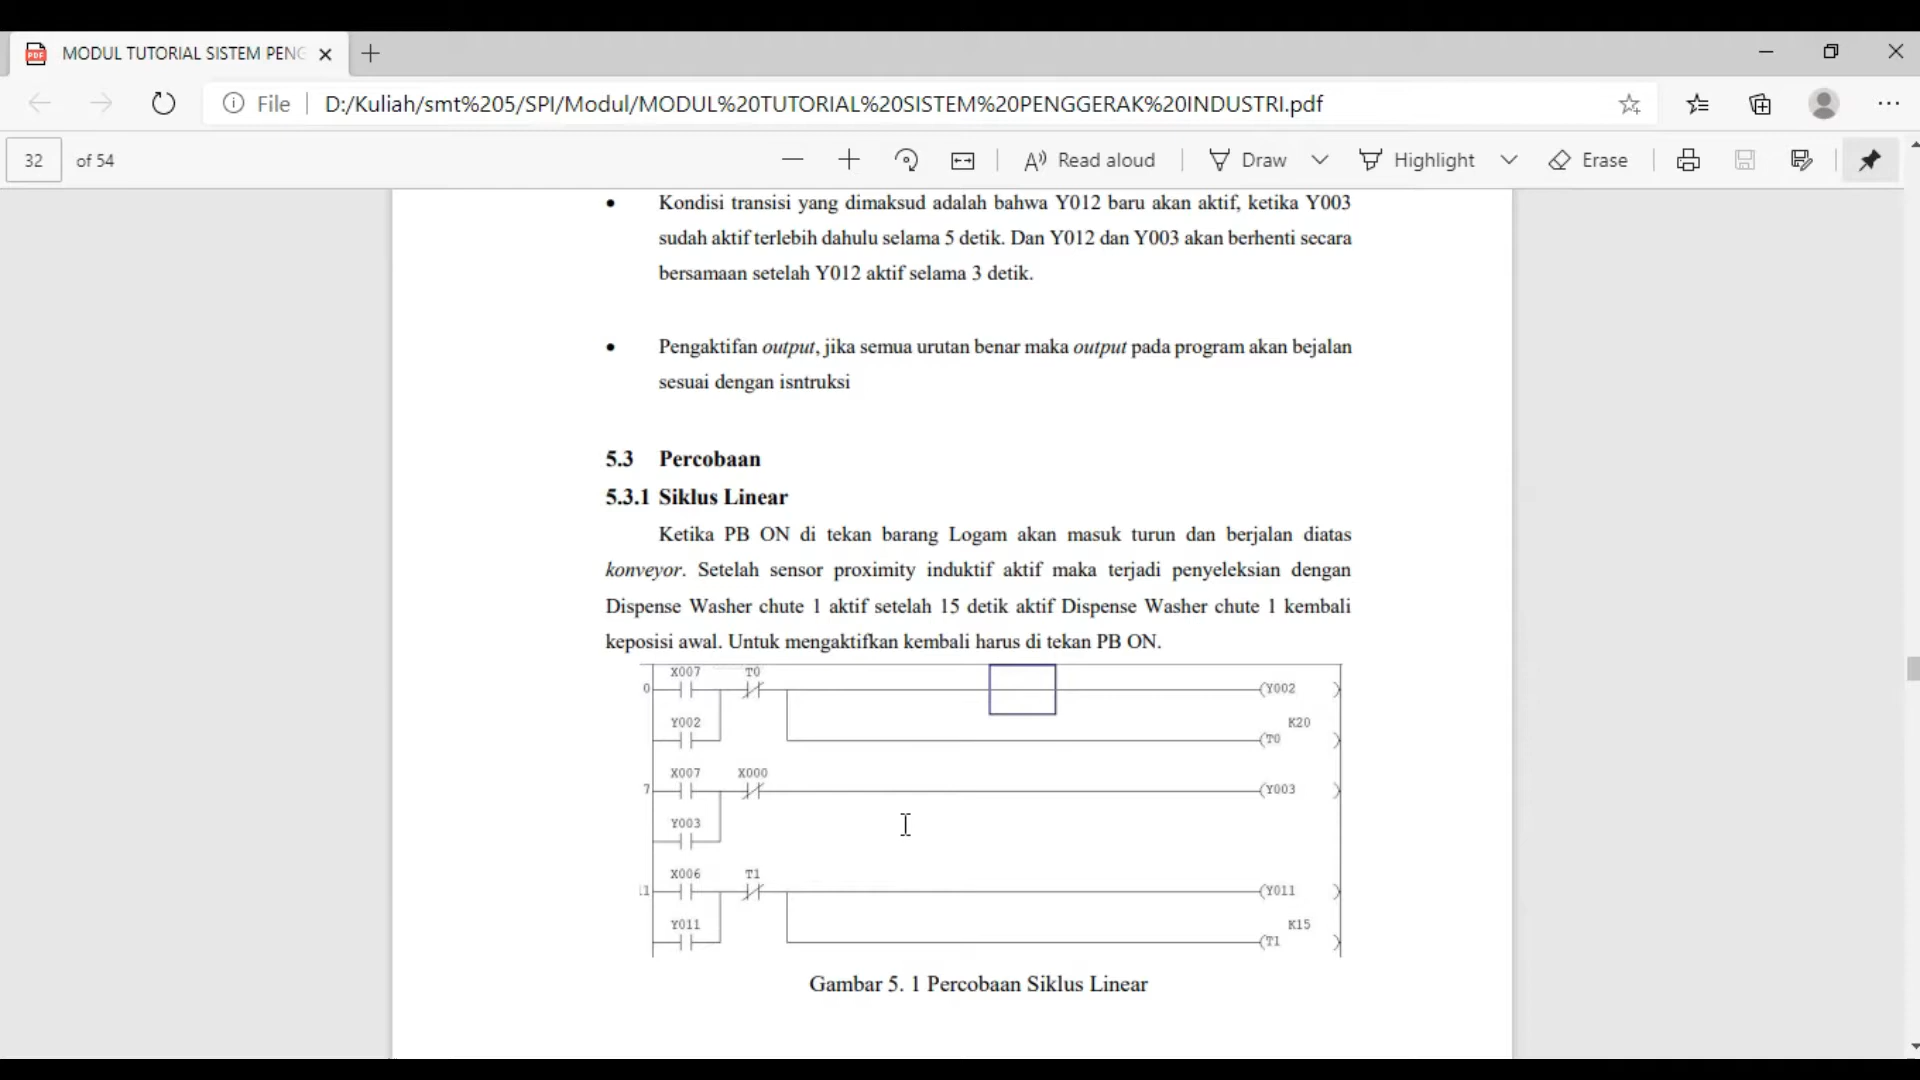 MODUL TUTORIAL SISTEM PENG
File
D:/Kuliah/smt%205/SPI/Modul/MODUL%20TUTORIAL%20SISTEM%20PENGGERAK%20INDUSTRI.pdf
32 of 54
Read aloud
Draw
Highlight
Erase
• Kondisi transisi yang dimaksud adalah bahwa Y012 baru akan aktif, ketika Y003
sudah aktif terlebih dahulu selama 5 detik. Dan Y012 dan Y003 akan berhenti secara
bersamaan setelah Y012 aktif selama 3 detik.
• Pengaktifan output, jika semua urutan benar maka output pada program akan bejalan
sesuai dengan isntruksi
5.3 Percobaan
5.3.1 Siklus Linear
Ketika PB ON di tekan barang Logam akan masuk turun dan berjalan diatas
konveyor. Setelah sensor proximity induktif aktif maka terjadi penyeleksian dengan
Dispense Washer chute 1 aktif setelah 15 detik aktif Dispense Washer chute 1 kembali
keposisi awal. Untuk mengaktifkan kembali harus di tekan PB ON.
X007 T0
0 (Y002 )
Y002 K20
(T0 )
X007 X000
7 (Y003 )
Y003
X006 T1
11 (Y011 )
Y011 K15
(T1 )
Gambar 5. 1 Percobaan Siklus Linear